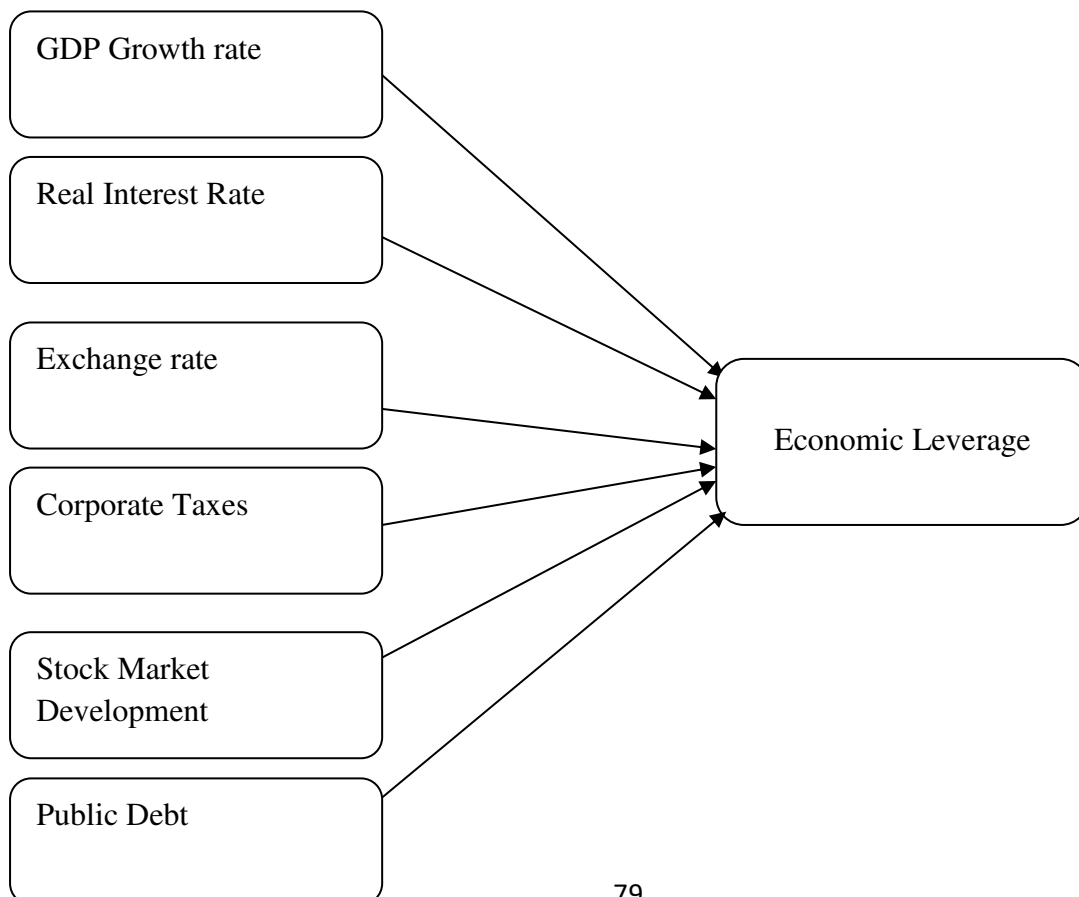 GDP Growth rate
Real Interest Rate
Exchange rate
Economic Leverage
Corporate Taxes
Stock Market
Development
Public Debt
79